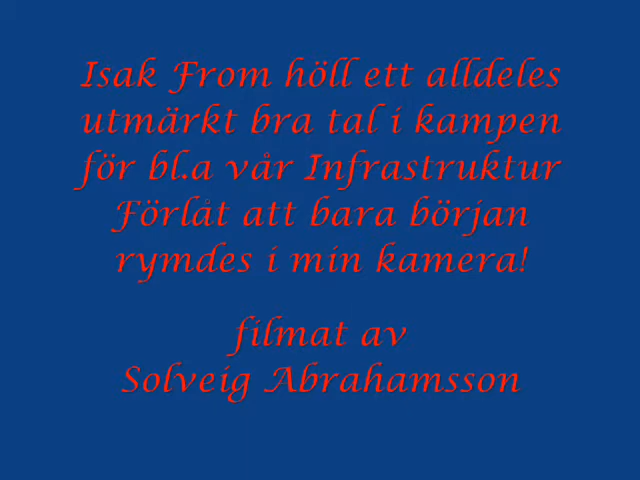 Isak From höll ett alldeles
utmärkt bra tal i kampen
för bl.a vår Infrastruktur
Förlåt att bara början
rymdes i min kamera!
filmat av
Solveig Abrahamsson